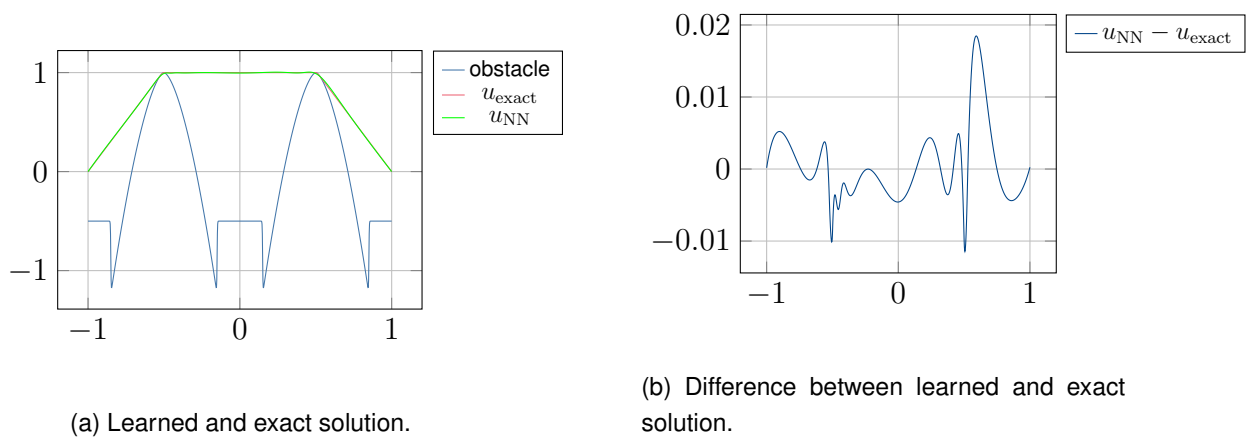 1
0
−1
−1
0
1
obstacle
u_exact
u_NN
(a) Learned and exact solution.
0.02
0.01
0
−0.01
−1
0
1
u_NN − u_exact
(b) Difference between learned and exact
solution.